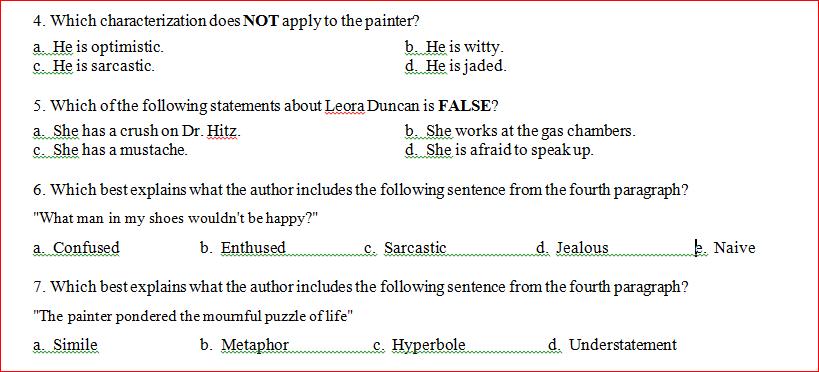 4. Which characterization does NOT apply to the painter?
a. He is optimistic. b. He is witty.
c. He is sarcastic. d. He is jaded.
5. Which of the following statements about Leora Duncan is FALSE?
a. She has a crush on Dr. Hitz. b. She works at the gas chambers.
c. She has a mustache. d. She is afraid to speak up.
6. Which best explains what the author includes the following sentence from the fourth paragraph?
"What man in my shoes wouldn't be happy?"
a. Confused b. Enthused c. Sarcastic d. Jealous e. Naive
7. Which best explains what the author includes the following sentence from the fourth paragraph?
"The painter pondered the mournful puzzle of life"
a. Simile b. Metaphor c. Hyperbole d. Understatement